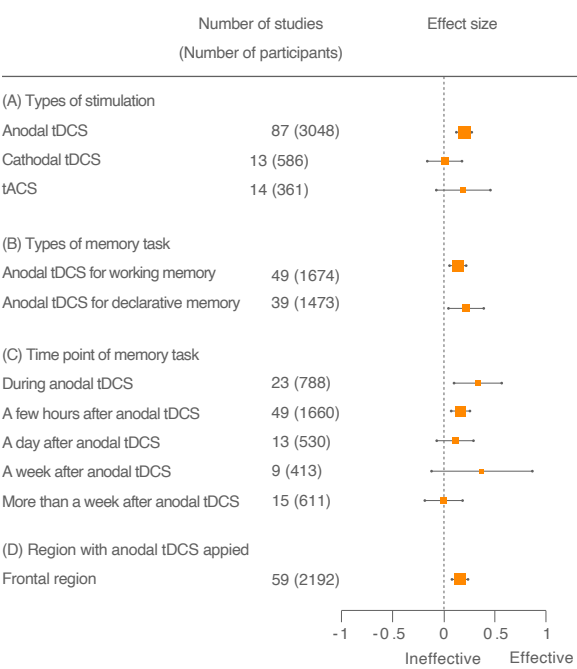 Number of studies Effect size
(Number of participants)
(A) Types of stimulation
Anodal tDCS 87 (3048)
Cathodal tDCS 13 (586)
tACS 14 (361)
(B) Types of memory task
Anodal tDCS for working memory 49 (1674)
Anodal tDCS for declarative memory 39 (1473)
(C) Time point of memory task
During anodal tDCS 23 (788)
A few hours after anodal tDCS 49 (1660)
A day after anodal tDCS 13 (530)
A week after anodal tDCS 9 (413)
More than a week after anodal tDCS 15 (611)
(D) Region with anodal tDCS appied
Frontal region 59 (2192)
-1 -0.5 0 0.5 1
Ineffective Effective